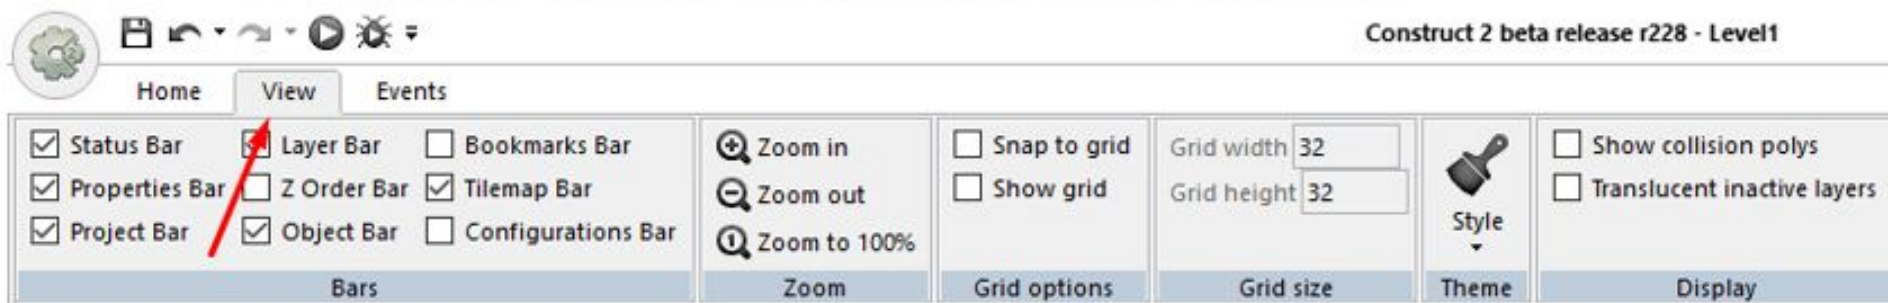 Construct 2 beta release r228 - Level1
Home View Events
Status Bar Layer Bar Bookmarks Bar
Properties Bar Z Order Bar Tilemap Bar
Project Bar Object Bar Configurations Bar
Bars
Zoom in
Zoom out
Zoom to 100%
Zoom
Snap to grid
Show grid
Grid options
Grid width 32
Grid height 32
Grid size
Style
Theme
Show collision polys
Translucent inactive layers
Display